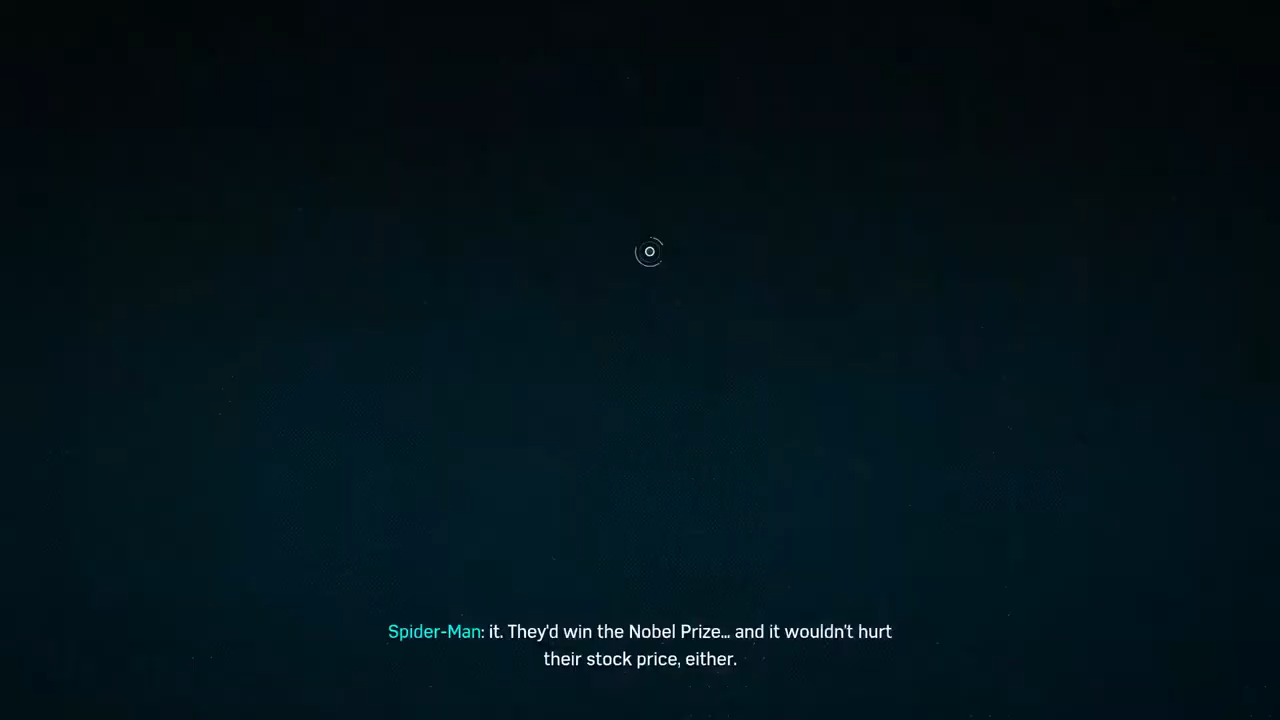 Spider-Man: it. They'd win the Nobel Prize... and it wouldn't hurt
their stock price, either.